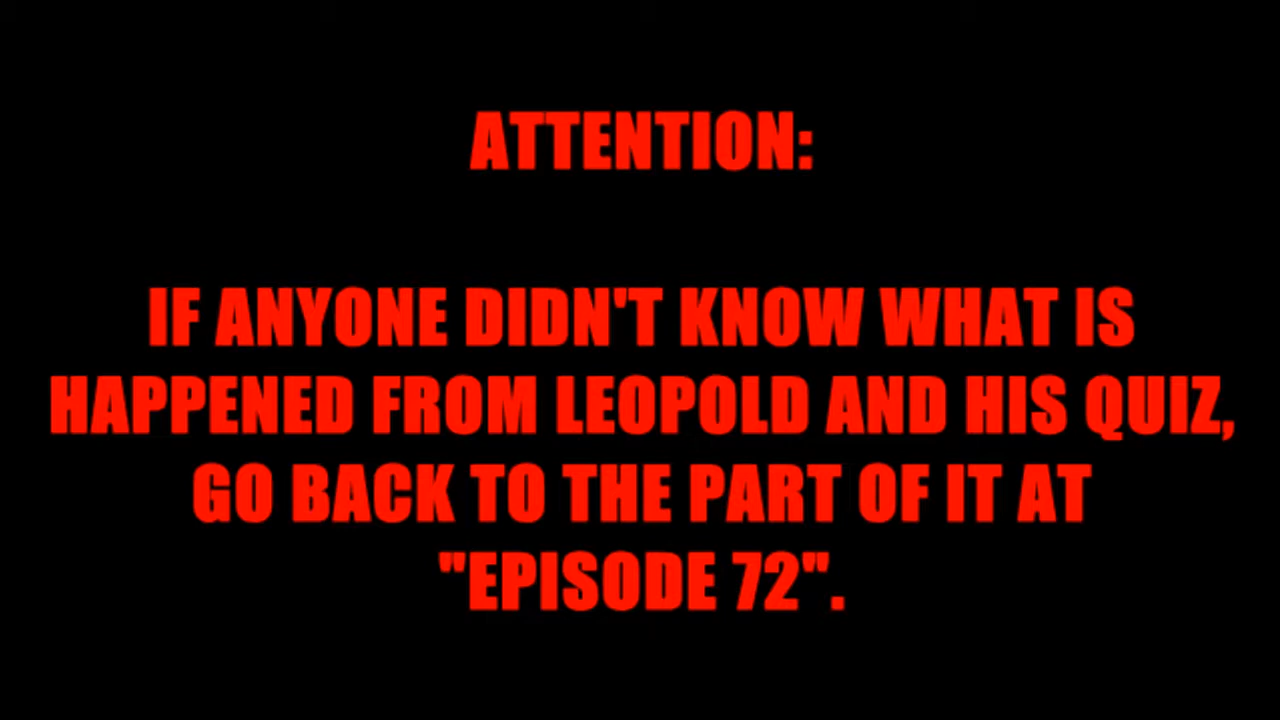 ATTENTION:
IF ANYONE DIDN'T KNOW WHAT IS
HAPPENED FROM LEOPOLD AND HIS QUIZ,
GO BACK TO THE PART OF IT AT
"EPISODE 72".